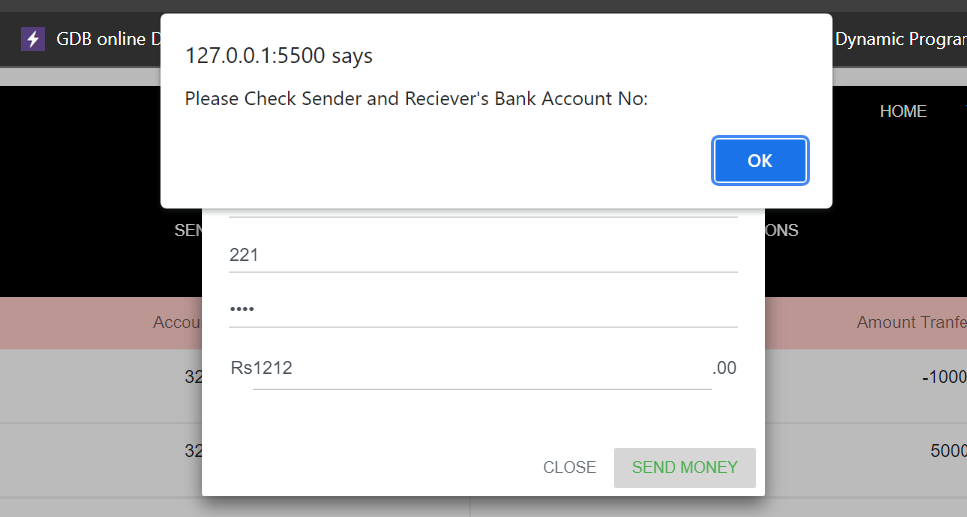 GDB online D
Dynamic Progran
127.0.0.1:5500 says
Please Check Sender and Reciever's Bank Account No:
OK
HOME
SEN
ONS
221
••••
Accou
Amount Tranfe
Rs1212 .00
32
-1000
32
5000
CLOSE SEND MONEY